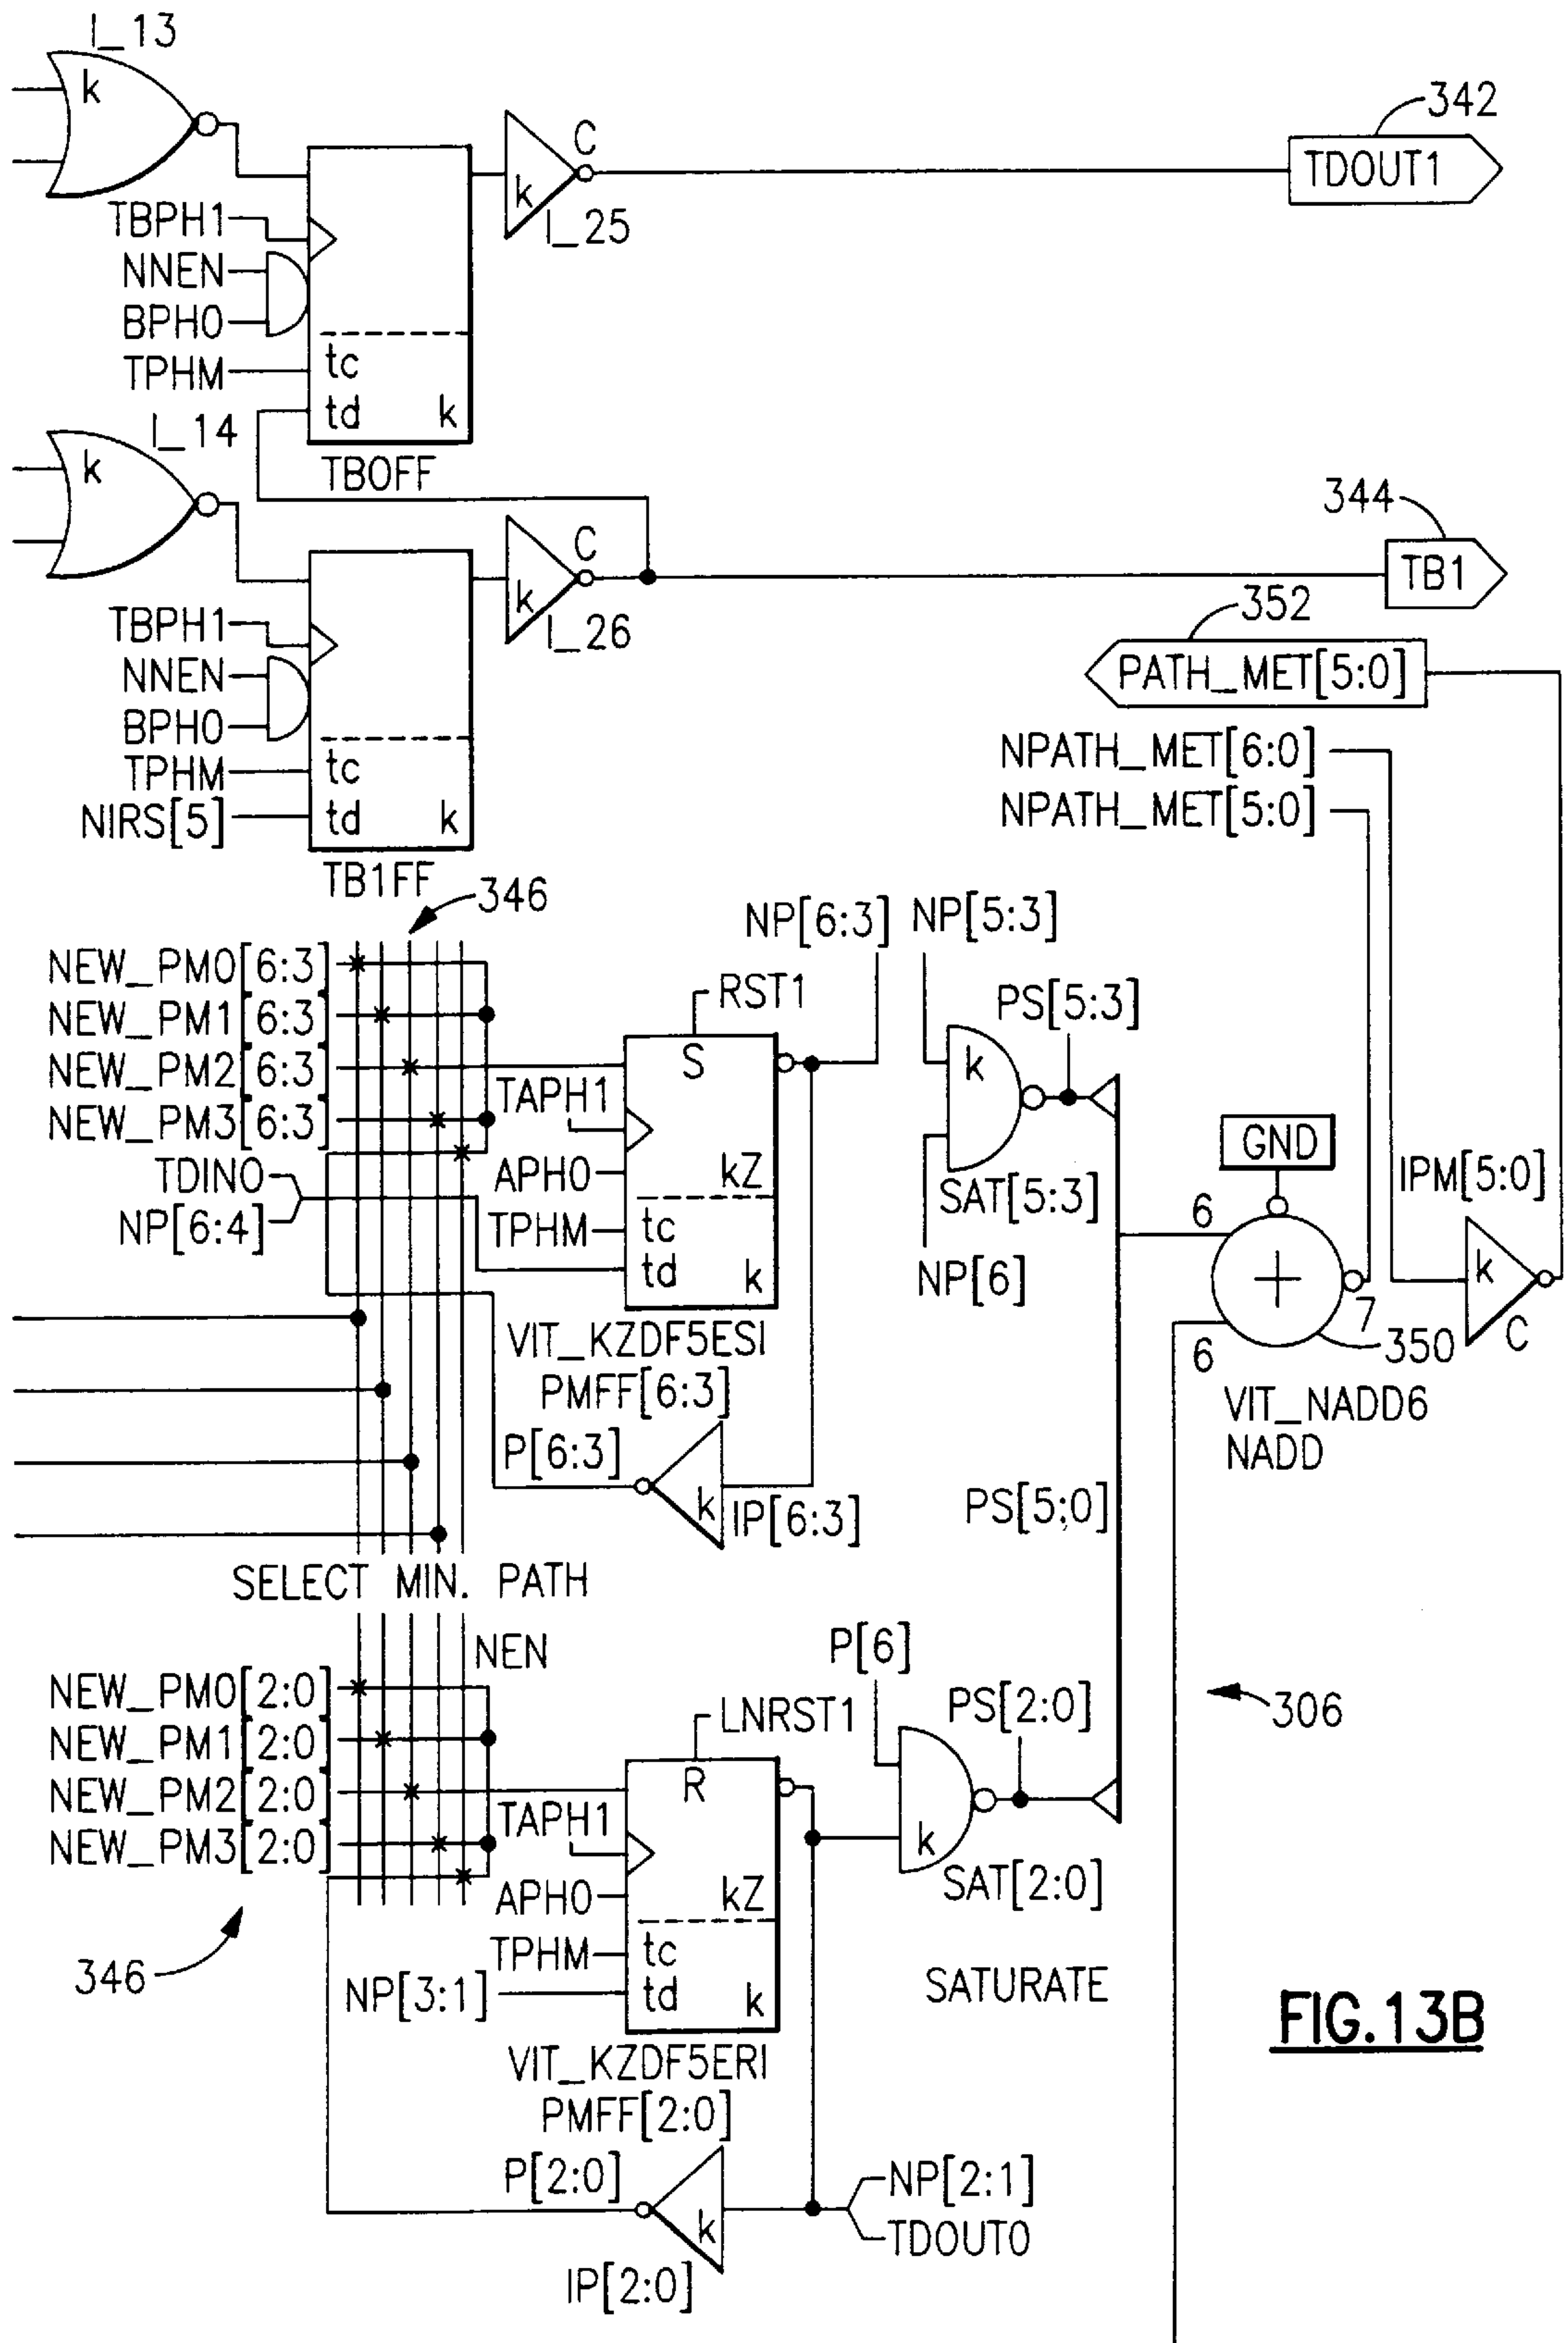 I_13
k
342
TDOUT1
C
k
I_25
TBPH1
NNEN
BPH0
TPHM
tc
td k
TB0FF
I_14
k
344
TB1
C
k
I_26
TBPH1
NNEN
BPH0
TPHM
NIRS[5]
tc
td k
TB1FF
352
PATH_MET[5:0]
NPATH_MET[6:0]
NPATH_MET[5:0]
346
NEW_PM0[6:3]
NEW_PM1[6:3]
NEW_PM2[6:3]
NEW_PM3[6:3]
TDIN0
NP[6:4]
NP[6:3]
NP[5:3]
RST1
S
TAPH1
APH0
kZ
TPHM
tc
td k
VIT_KZDF5ESI
PMFF[6:3]
PS[5:3]
k
SAT[5:3]
NP[6]
GND
IPM[5:0]
6
+
7
6
350
k
C
VIT_NADD6
NADD
P[6:3]
k
IP[6:3]
PS[5:0]
SELECT MIN. PATH
NEN
NEW_PM0[2:0]
NEW_PM1[2:0]
NEW_PM2[2:0]
NEW_PM3[2:0]
346
LNRST1
R
TAPH1
APH0
kZ
TPHM
NP[3:1]
tc
td k
VIT_KZDF5ERI
PMFF[2:0]
P[6]
PS[2:0]
k
SAT[2:0]
306
SATURATE
FIG.13B
P[2:0]
k
IP[2:0]
NP[2:1]
TDOUT0